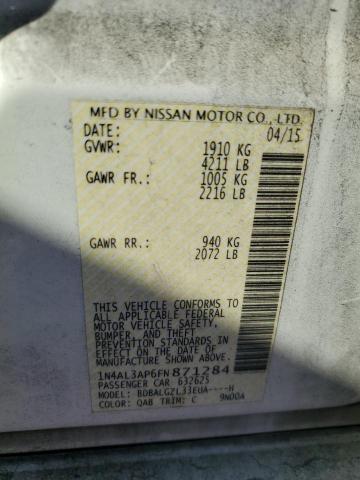 MFD BY NISSAN MOTOR CO., LTD.
DATE: 04/15
GVWR: 1910 KG
4211 LB
GAWR FR.: 1005 KG
2216 LB
GAWR RR.: 940 KG
2072 LB
THIS VEHICLE CONFORMS TO
ALL APPLICABLE FEDERAL
MOTOR VEHICLE SAFETY,
BUMPER, AND THEFT
PREVENTION STANDARDS IN
EFFECT ON THE DATE OF
MANUFACTURE SHOWN ABOVE.
1N4AL3AP6FN871284
PASSENGER CAR 632625
MODEL: BDBALGZL33EUA----H
COLOR: QAB TRIM: C 9N00A